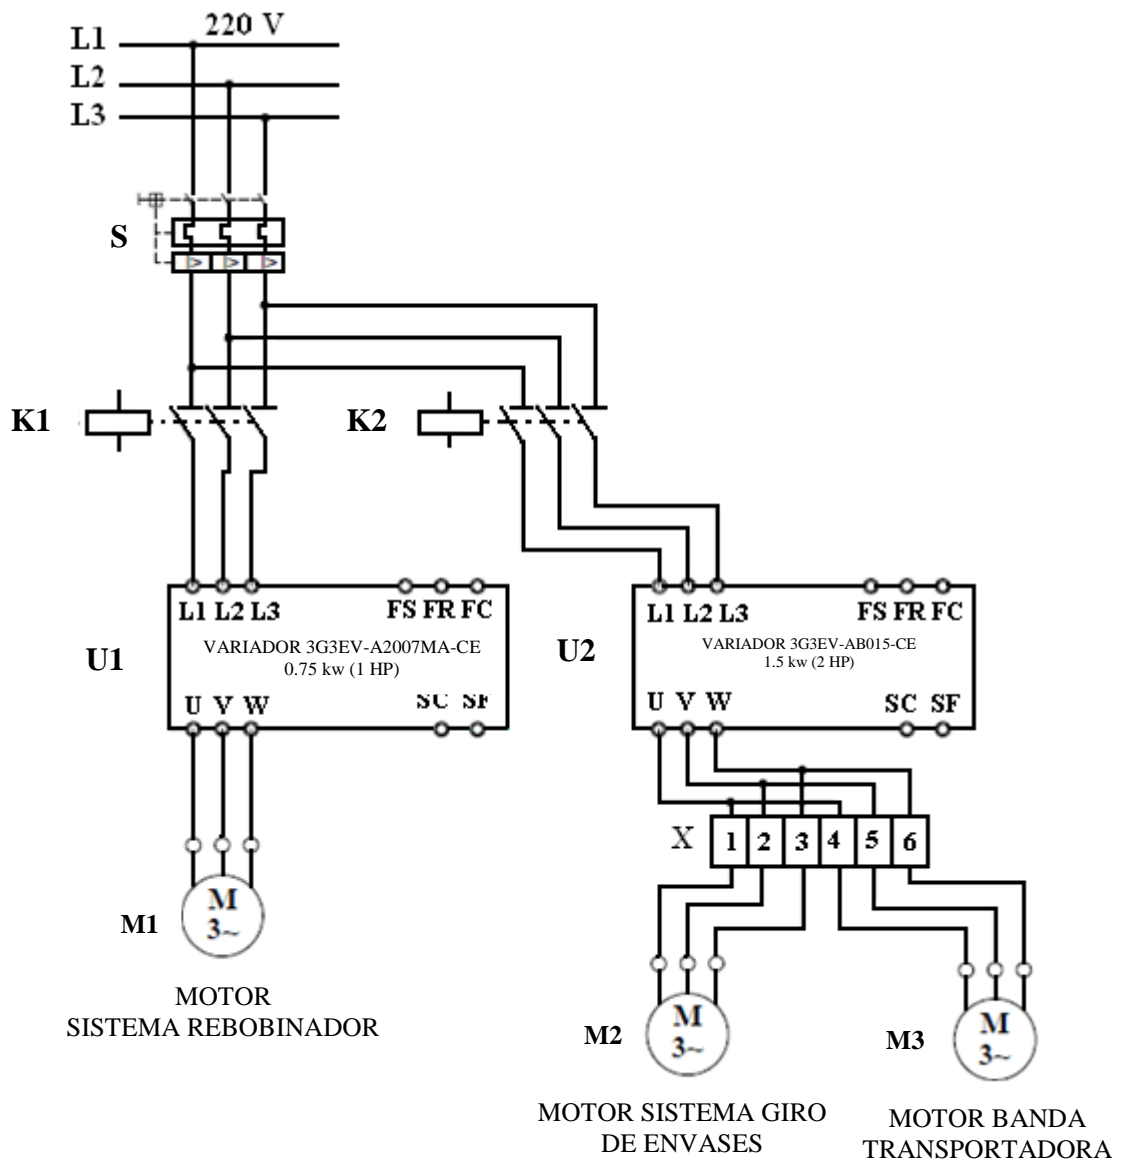 220 V
L1
L2
L3
S
K1
K2
L1 L2 L3 FS FR FC
U1
VARIADOR 3G3EV-A2007MA-CE
0.75 kw (1 HP)
U V W SC SF
L1 L2 L3 FS FR FC
U2
VARIADOR 3G3EV-AB015-CE
1.5 kw (2 HP)
U V W SC SF
X 1 2 3 4 5 6
M1
M
3~
MOTOR
SISTEMA REBOBINADOR
M2
M
3~
M3
M
3~
MOTOR SISTEMA GIRO
DE ENVASES
MOTOR BANDA
TRANSPORTADORA